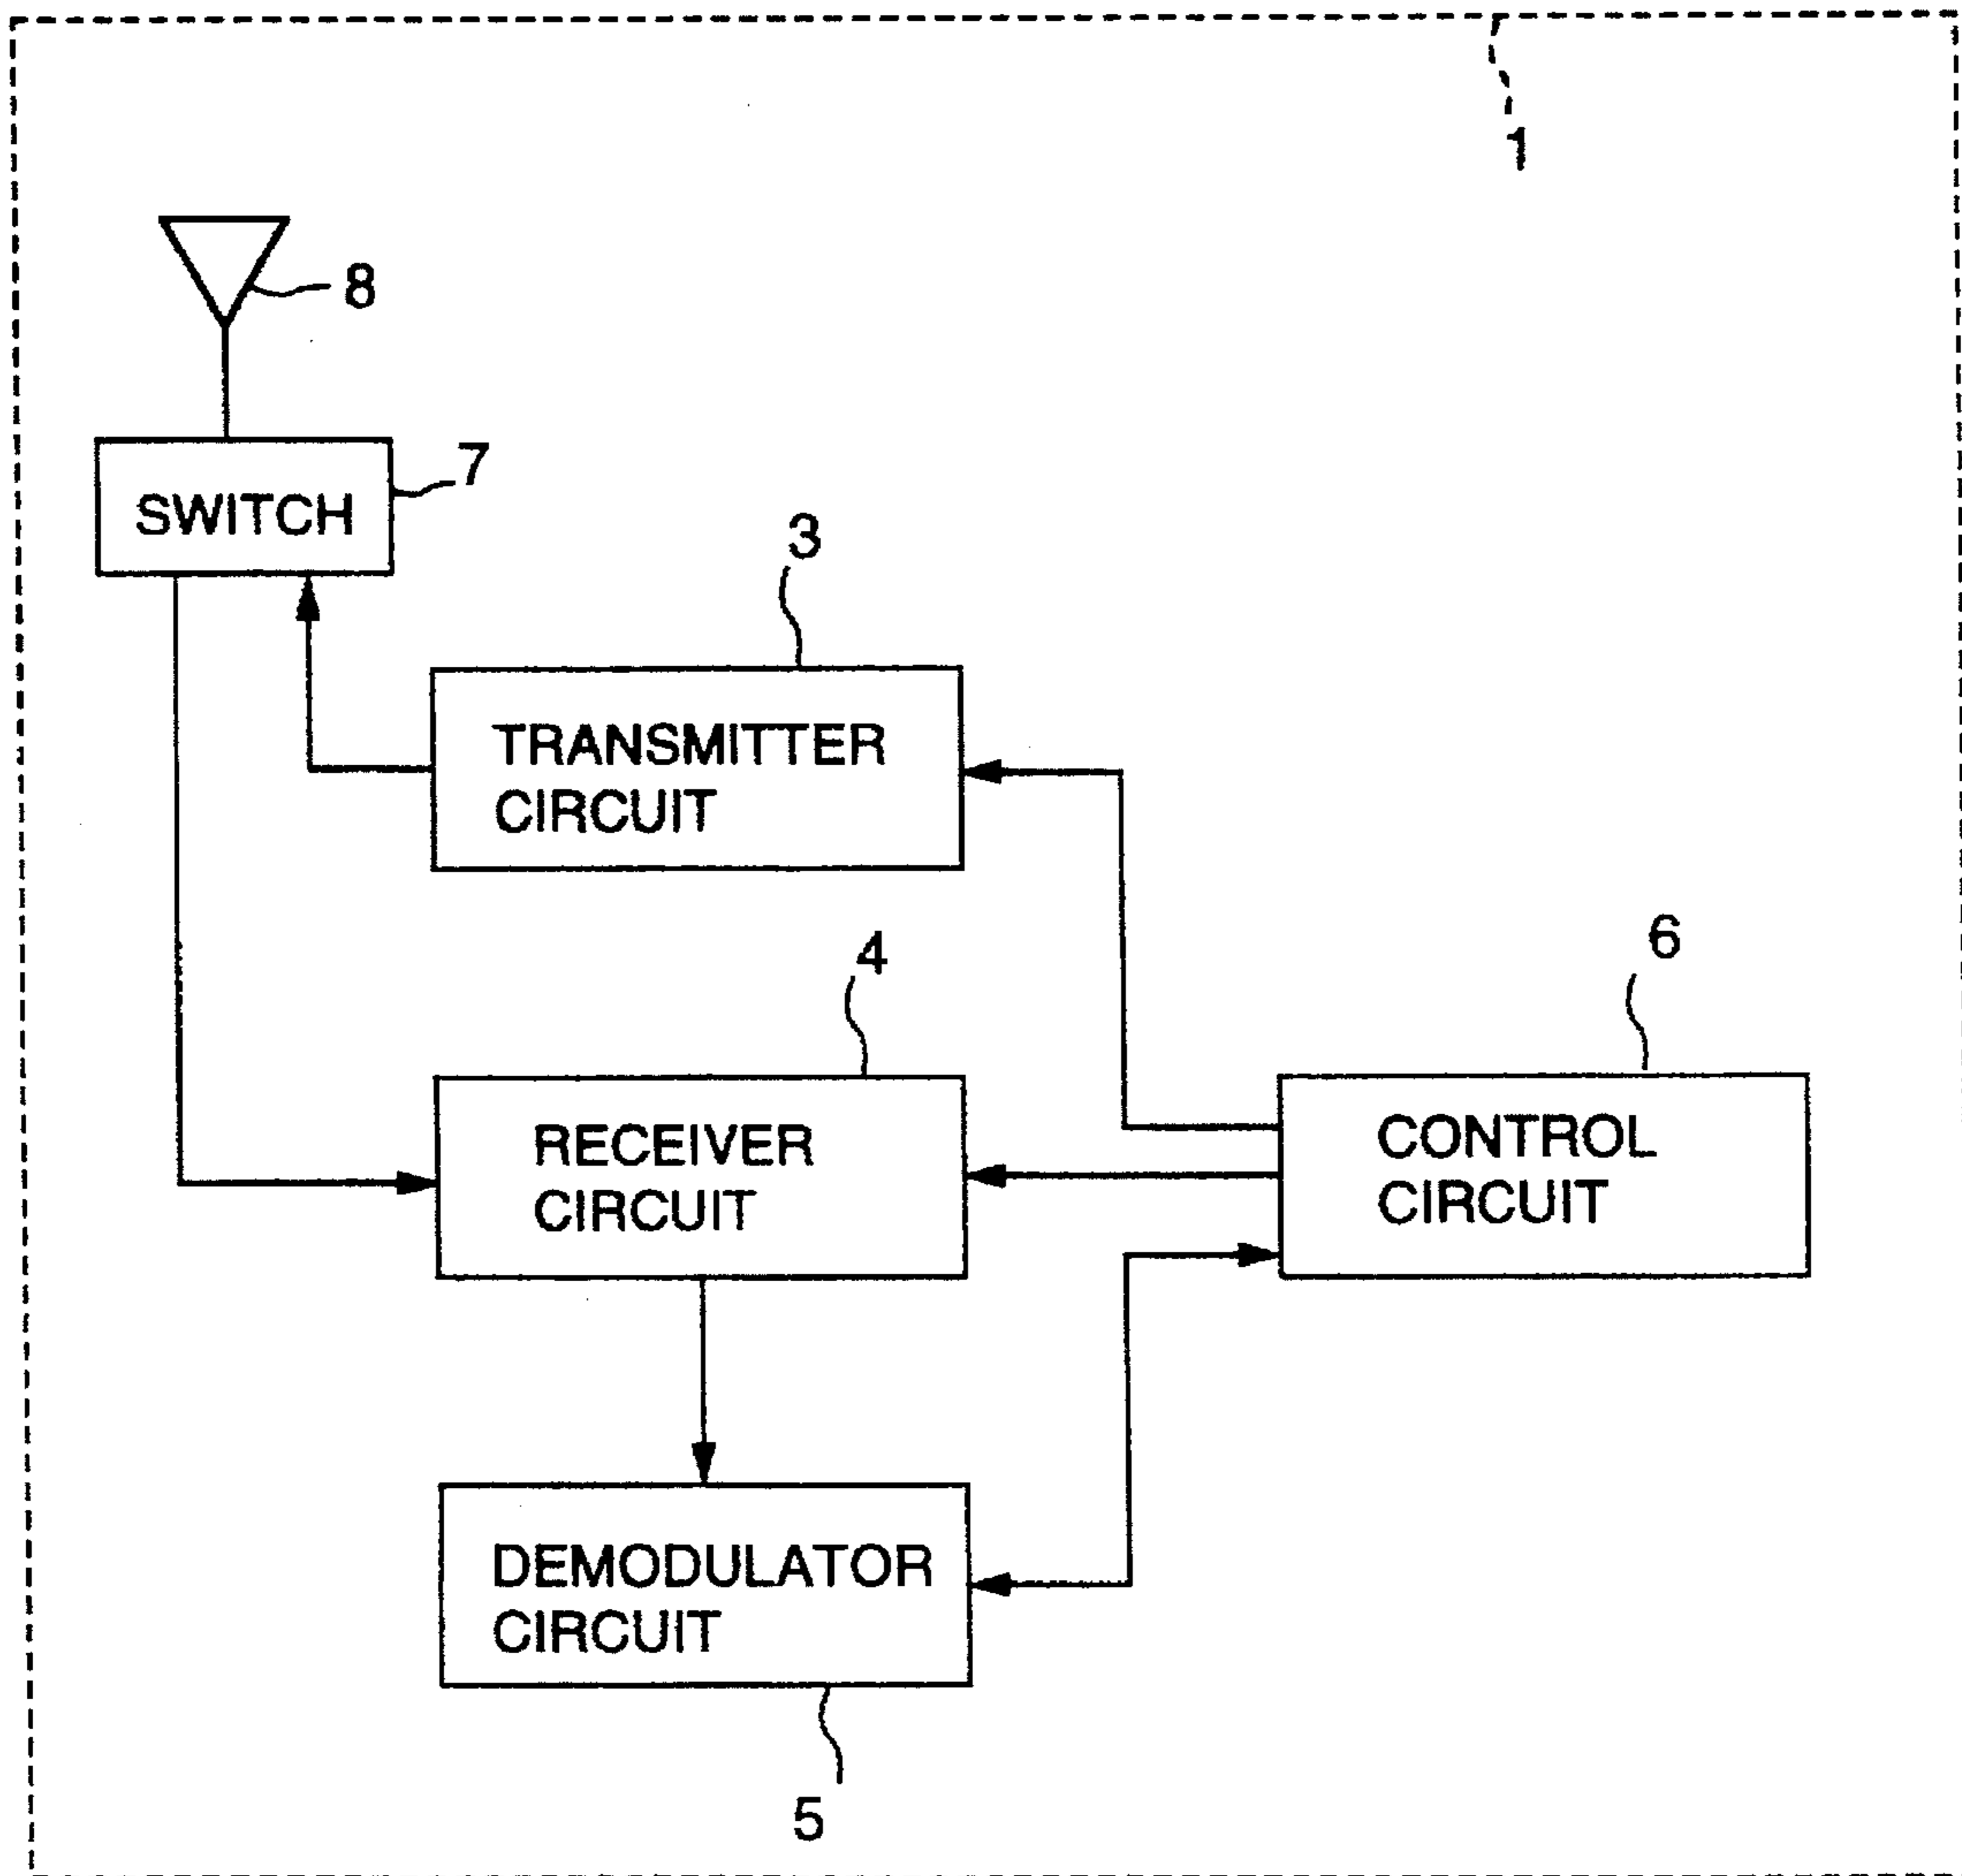 1
8
7
SWITCH
3
TRANSMITTER
CIRCUIT
4
6
RECEIVER
CIRCUIT
CONTROL
CIRCUIT
DEMODULATOR
CIRCUIT
5